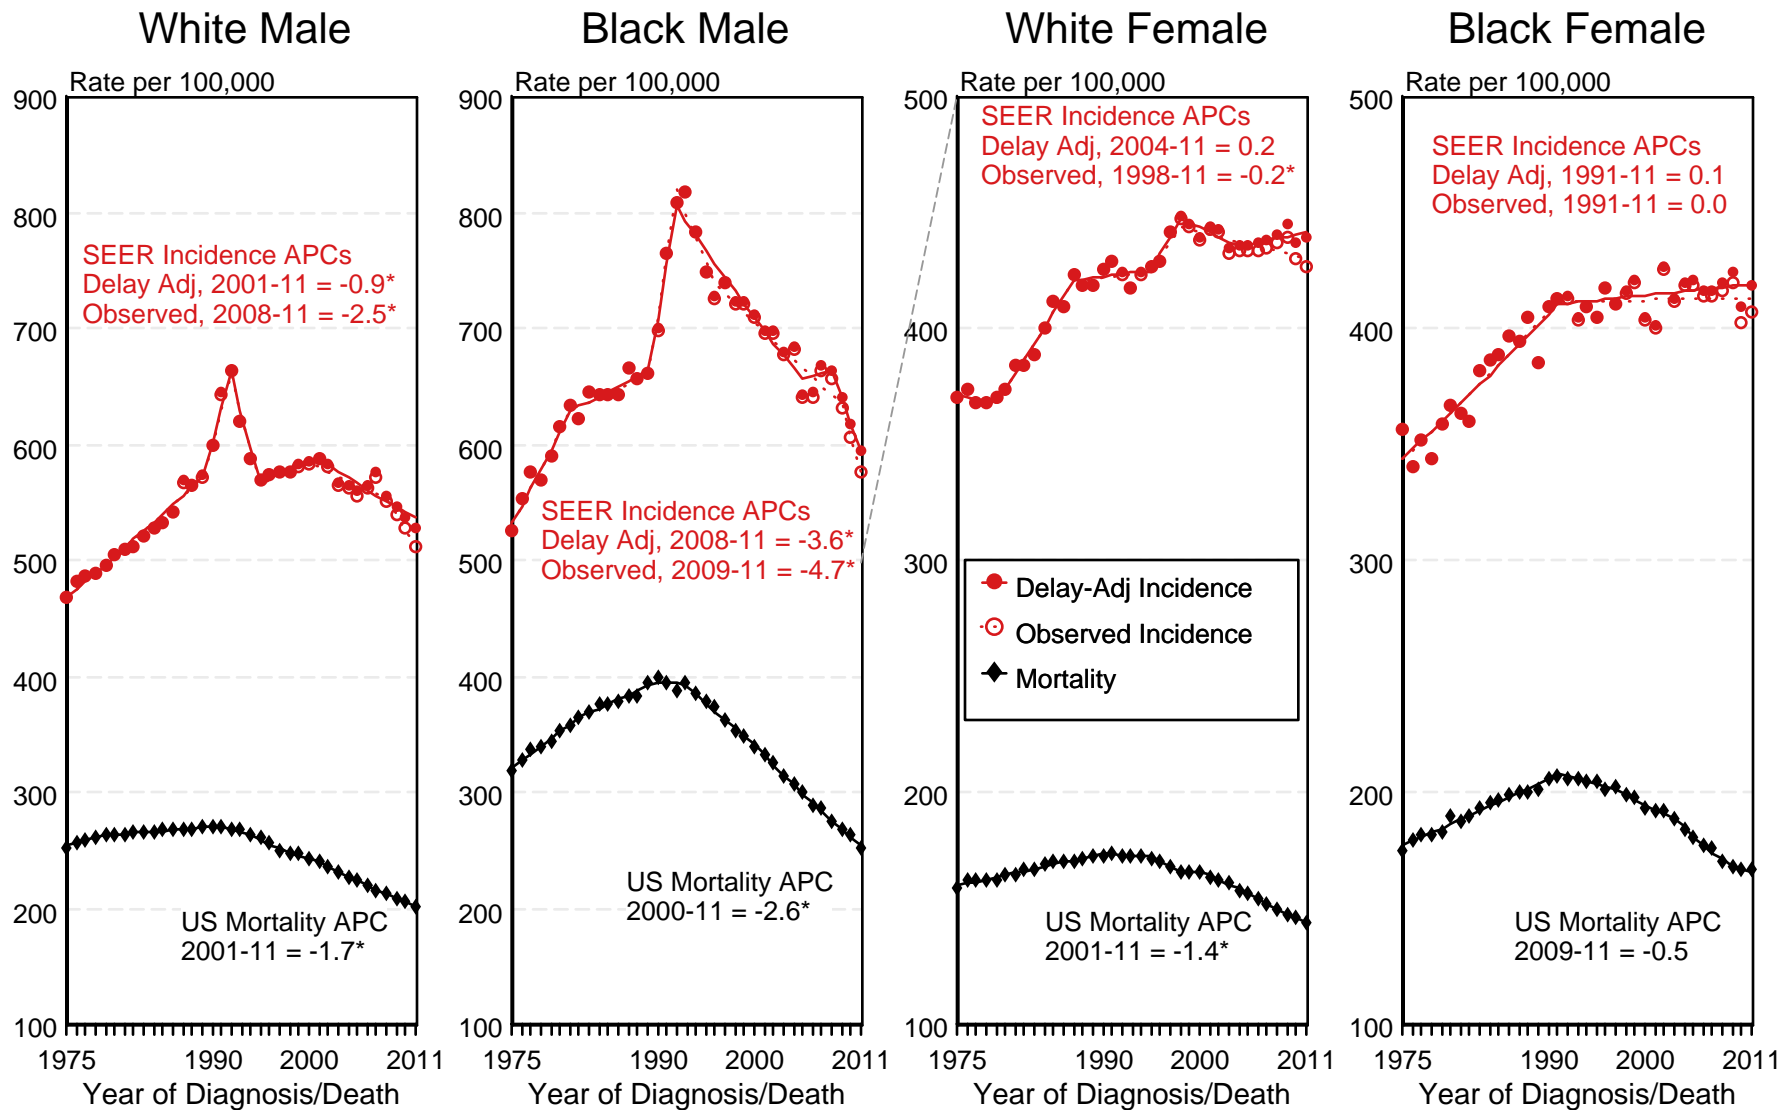 White Male
Black Male
White Female
Black Female
Rate per 100,000
Rate per 100,000
Rate per 100,000
Rate per 100,000
900
800
700
600
500
400
300
200
100
SEER Incidence APCs
Delay Adj, 2001-11 = -0.9*
Observed, 2008-11 = -2.5*
US Mortality APC
2001-11 = -1.7*
1975
1990
2000
2011
Year of Diagnosis/Death
900
800
700
600
500
400
300
200
100
SEER Incidence APCs
Delay Adj, 2008-11 = -3.6*
Observed, 2009-11 = -4.7*
US Mortality APC
2000-11 = -2.6*
1975
1990
2000
2011
Year of Diagnosis/Death
500
400
300
200
100
SEER Incidence APCs
Delay Adj, 2004-11 = 0.2
Observed, 1998-11 = -0.2*
Delay-Adj Incidence
Observed Incidence
Mortality
US Mortality APC
2001-11 = -1.4*
1975
1990
2000
2011
Year of Diagnosis/Death
500
400
300
200
100
SEER Incidence APCs
Delay Adj, 1991-11 = 0.1
Observed, 1991-11 = 0.0
US Mortality APC
2009-11 = -0.5
1975
1990
2000
2011
Year of Diagnosis/Death